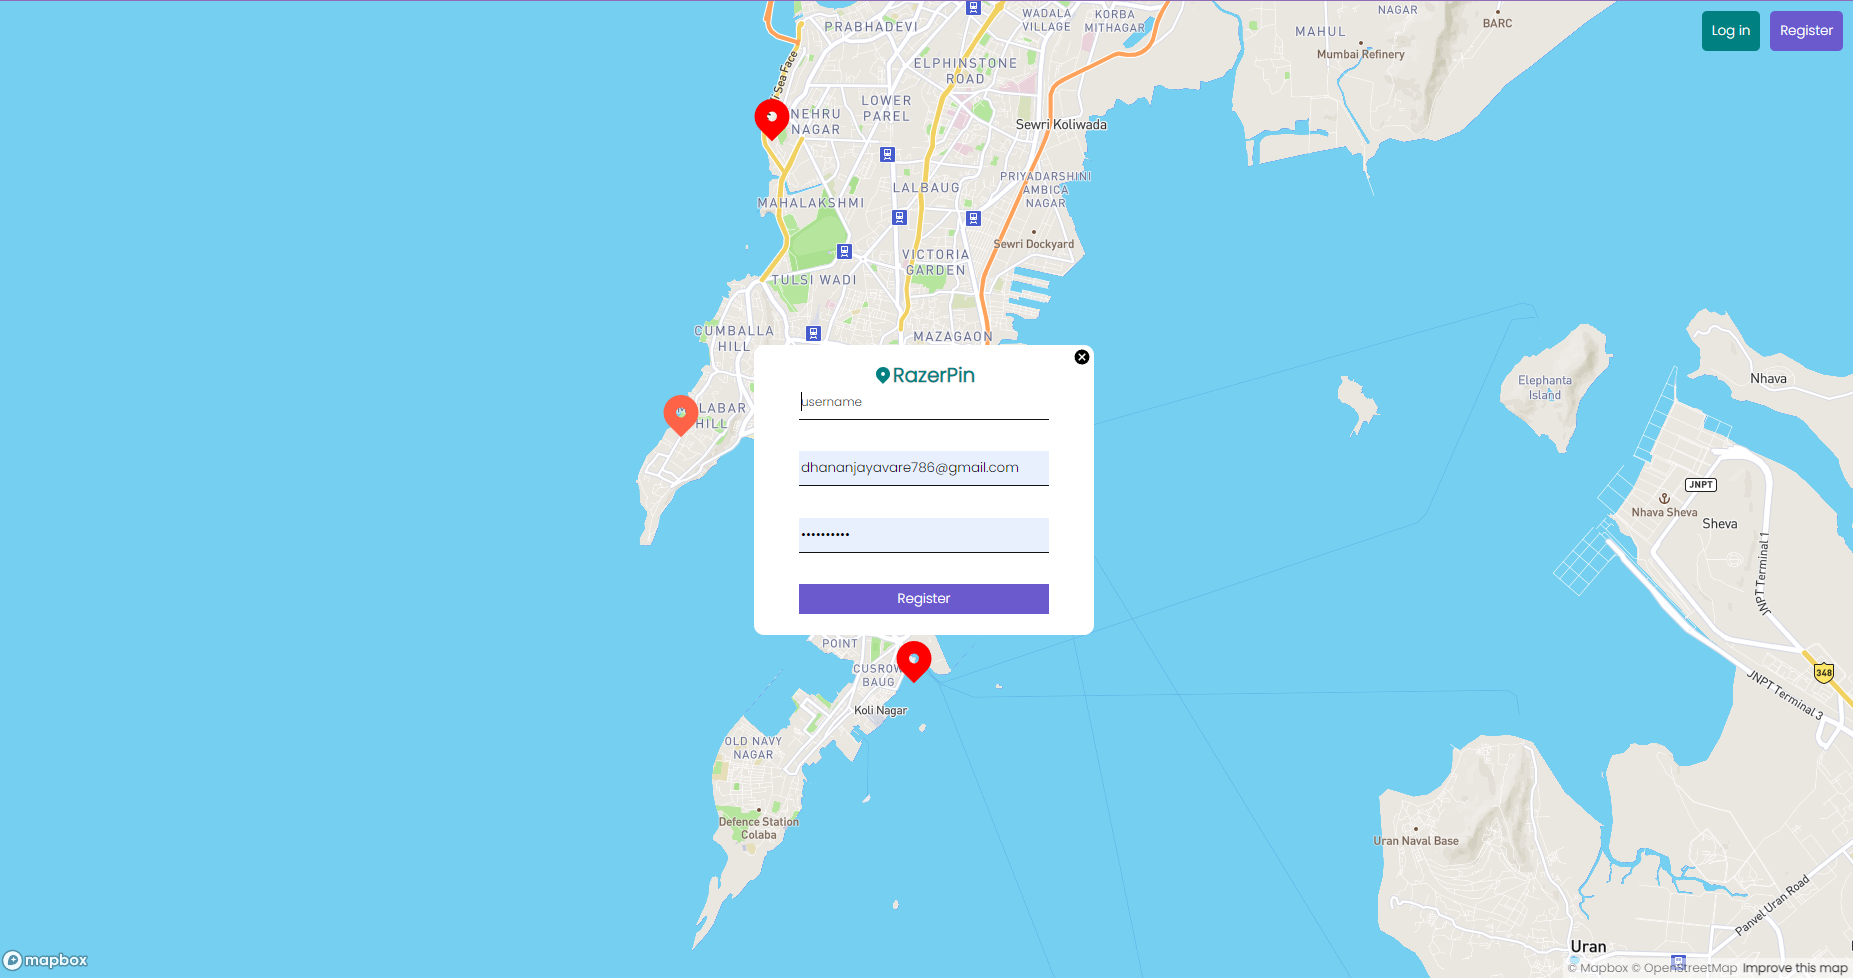 PRABHADEVI
WADALA
VILLAGE
KORBA
MITHAGAR
NAGAR
BARC
MAHUL
Mumbai Refinery
Log in
Register
ELPHINSTONE
ROAD
i Sea Face
LOWER
PAREL
NEHRU
NAGAR
Sewri Koliwada
LALBAUG
PRIYADARSHINI
AMBICA
NAGAR
MAHALAKSHMI
Sewri Dockyard
VICTORIA
GARDEN
TULSI WADI
CUMBALLA
HILL
MAZAGAON
RazerPin
username
dhananjayavare786@gmail.com
••••••••••
Register
LABAR
HILL
Elephanta
Island
Nhava
JNPT
Nhava Sheva
Sheva
JNPT Terminal 1
POINT
CUSROW
BAUG
Koli Nagar
348
JNPT Terminal 3
OLD NAVY
NAGAR
Defence Station
Colaba
Uran Naval Base
Panvel Uran Road
Uran
mapbox
© Mapbox © OpenStreetMap Improve this map